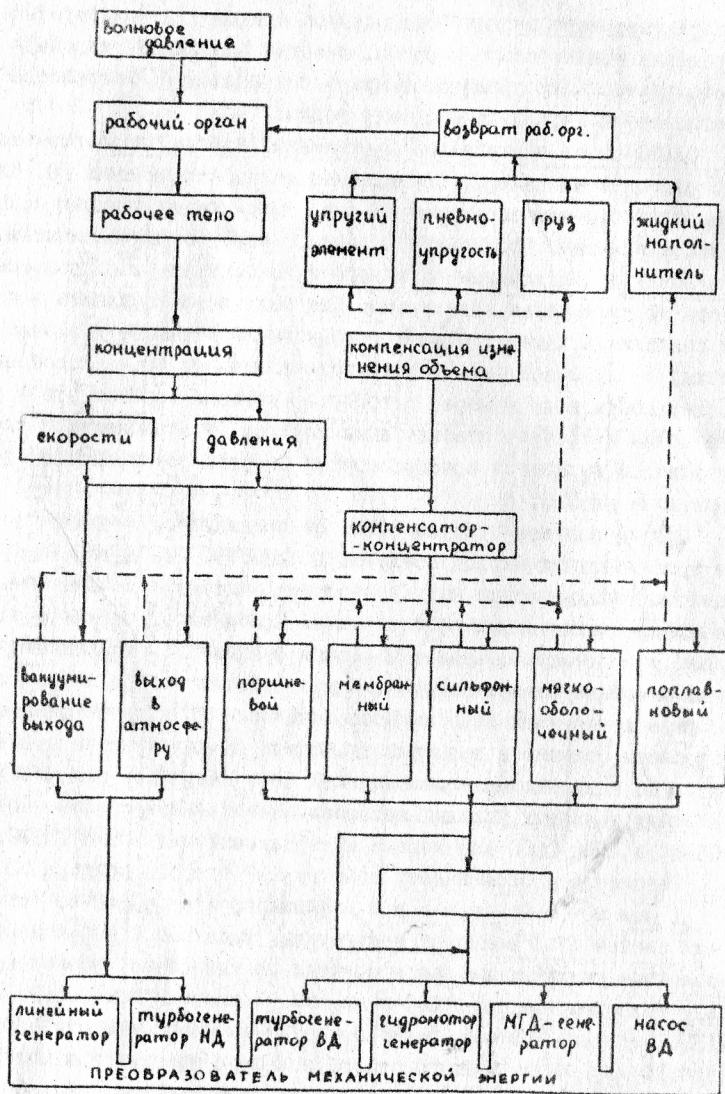 волновое
давление
рабочий орган
возврат раб. орг.
рабочее тело
упругий
элемент
пневмо-
упругость
груз
жидкий
напол-
нитель
концентрация
компенсация изме
нения объема
скорости
давления
компенсатор-
-концентратор
вакууми-
рование
выхода
выход
в
атмосфе-
ру
поршне-
вой
мембран-
ный
сильфон-
ный
мягко-
оболо-
чечный
поплав-
ковый
линейный
генератор
турбогене-
ратор НД
турбогене-
ратор ВД
гидромотор
генератор
МГД-гене-
ратор
насос
ВД
ПРЕОБРАЗОВАТЕЛЬ МЕХАНИЧЕСКОЙ ЭНЕРГИИ